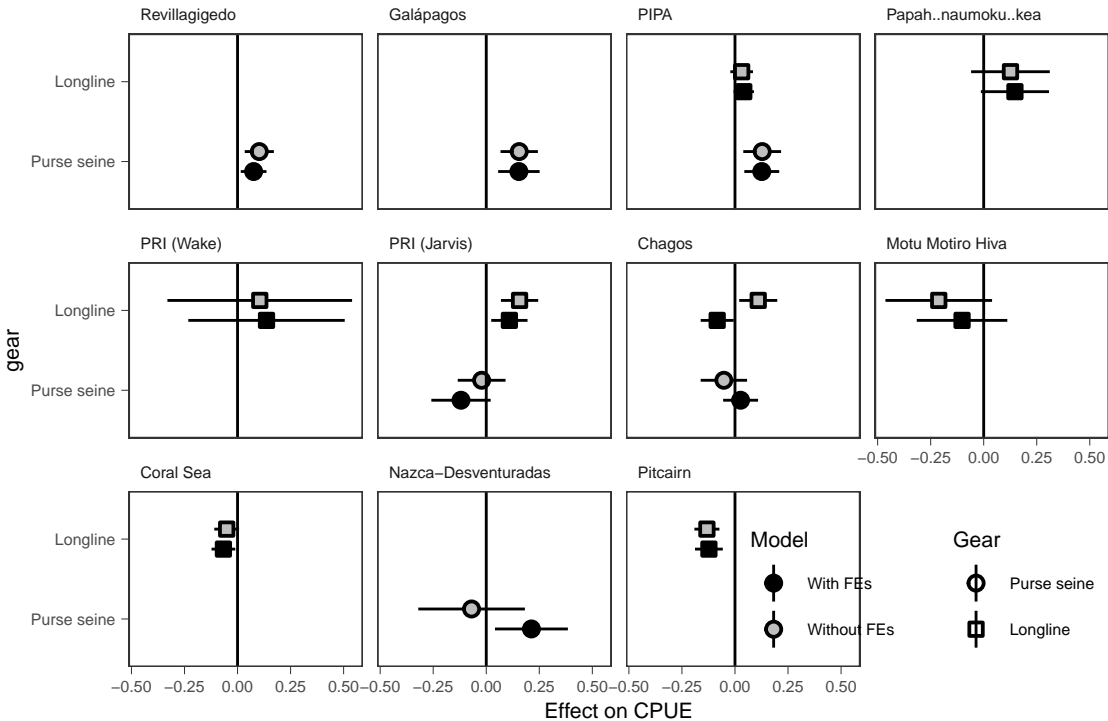 Revillagigedo
Galápagos
PIPA
Papah..naumoku..kea
Longline
Purse seine
PRI (Wake)
PRI (Jarvis)
Chagos
Motu Motiro Hiva
Longline
Purse seine
gear
−0.50 −0.25 0.00 0.25 0.50
Coral Sea
Nazca−Desventuradas
Pitcairn
Longline
Purse seine
Model
With FEs
Without FEs
Gear
Purse seine
Longline
−0.50 −0.25 0.00 0.25 0.50
−0.50 −0.25 0.00 0.25 0.50
−0.50 −0.25 0.00 0.25 0.50
Effect on CPUE